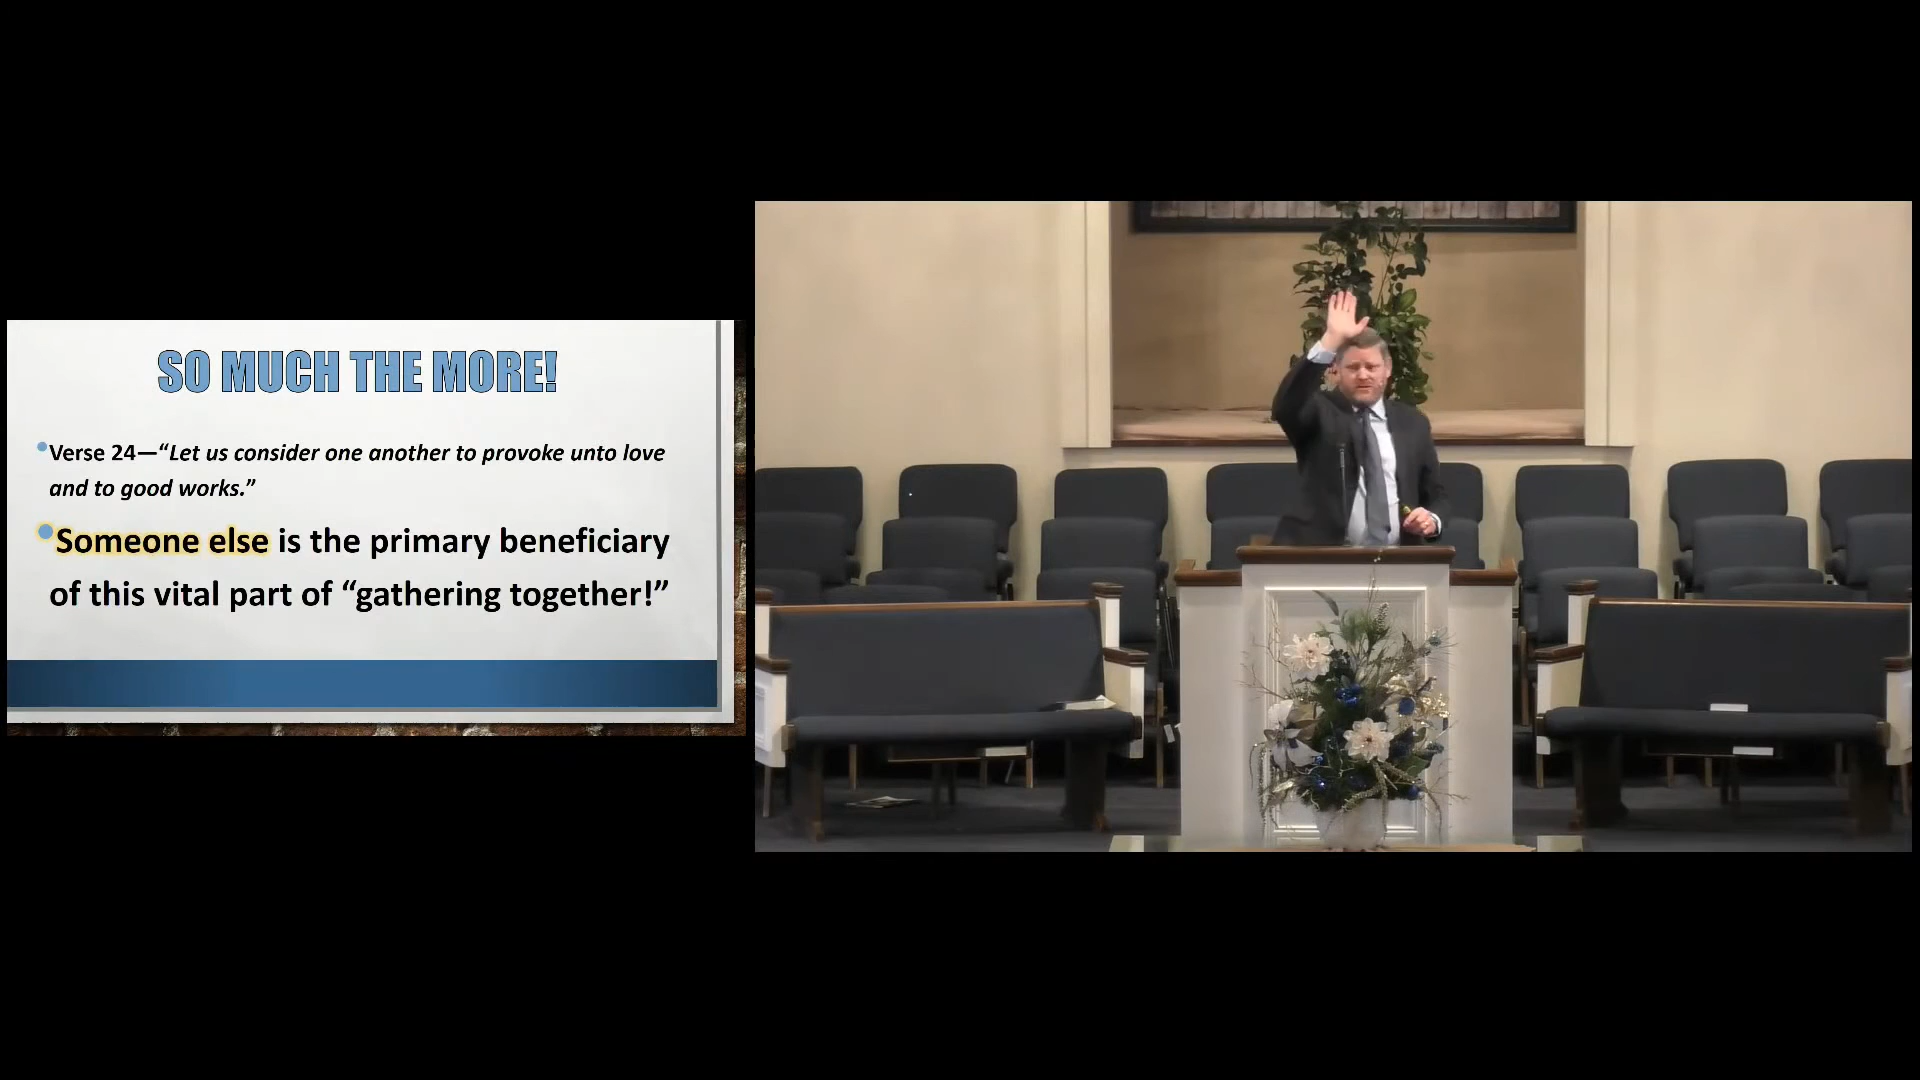 SO MUCH THE MORE!
Verse 24—“Let us consider one another to provoke unto love
and to good works.”
Someone else is the primary beneficiary
of this vital part of “gathering together!”